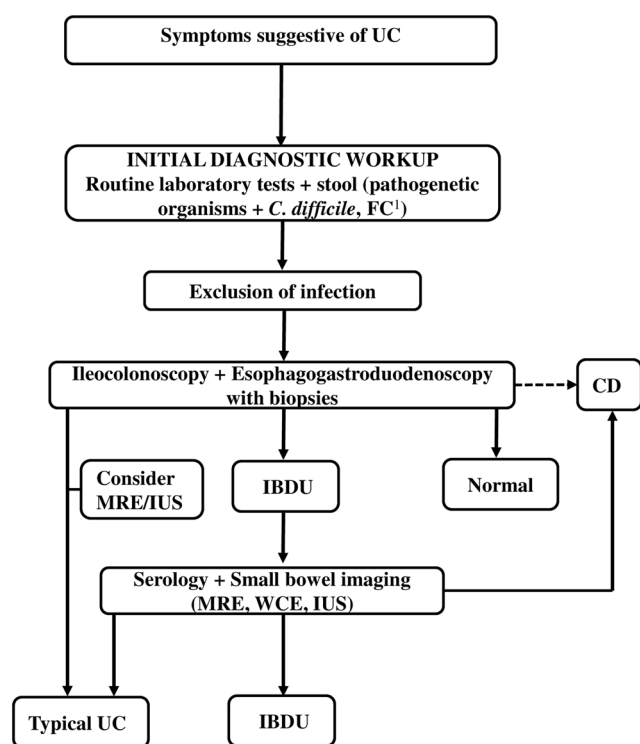 Symptoms suggestive of UC
INITIAL DIAGNOSTIC WORKUP
Routine laboratory tests + stool (pathogenetic
organisms + C. difficile, FC¹)
Exclusion of infection
Ileocolonoscopy + Esophagogastroduodenoscopy
with biopsies
CD
Consider
MRE/IUS
IBDU
Normal
Serology + Small bowel imaging
(MRE, WCE, IUS)
Typical UC
IBDU